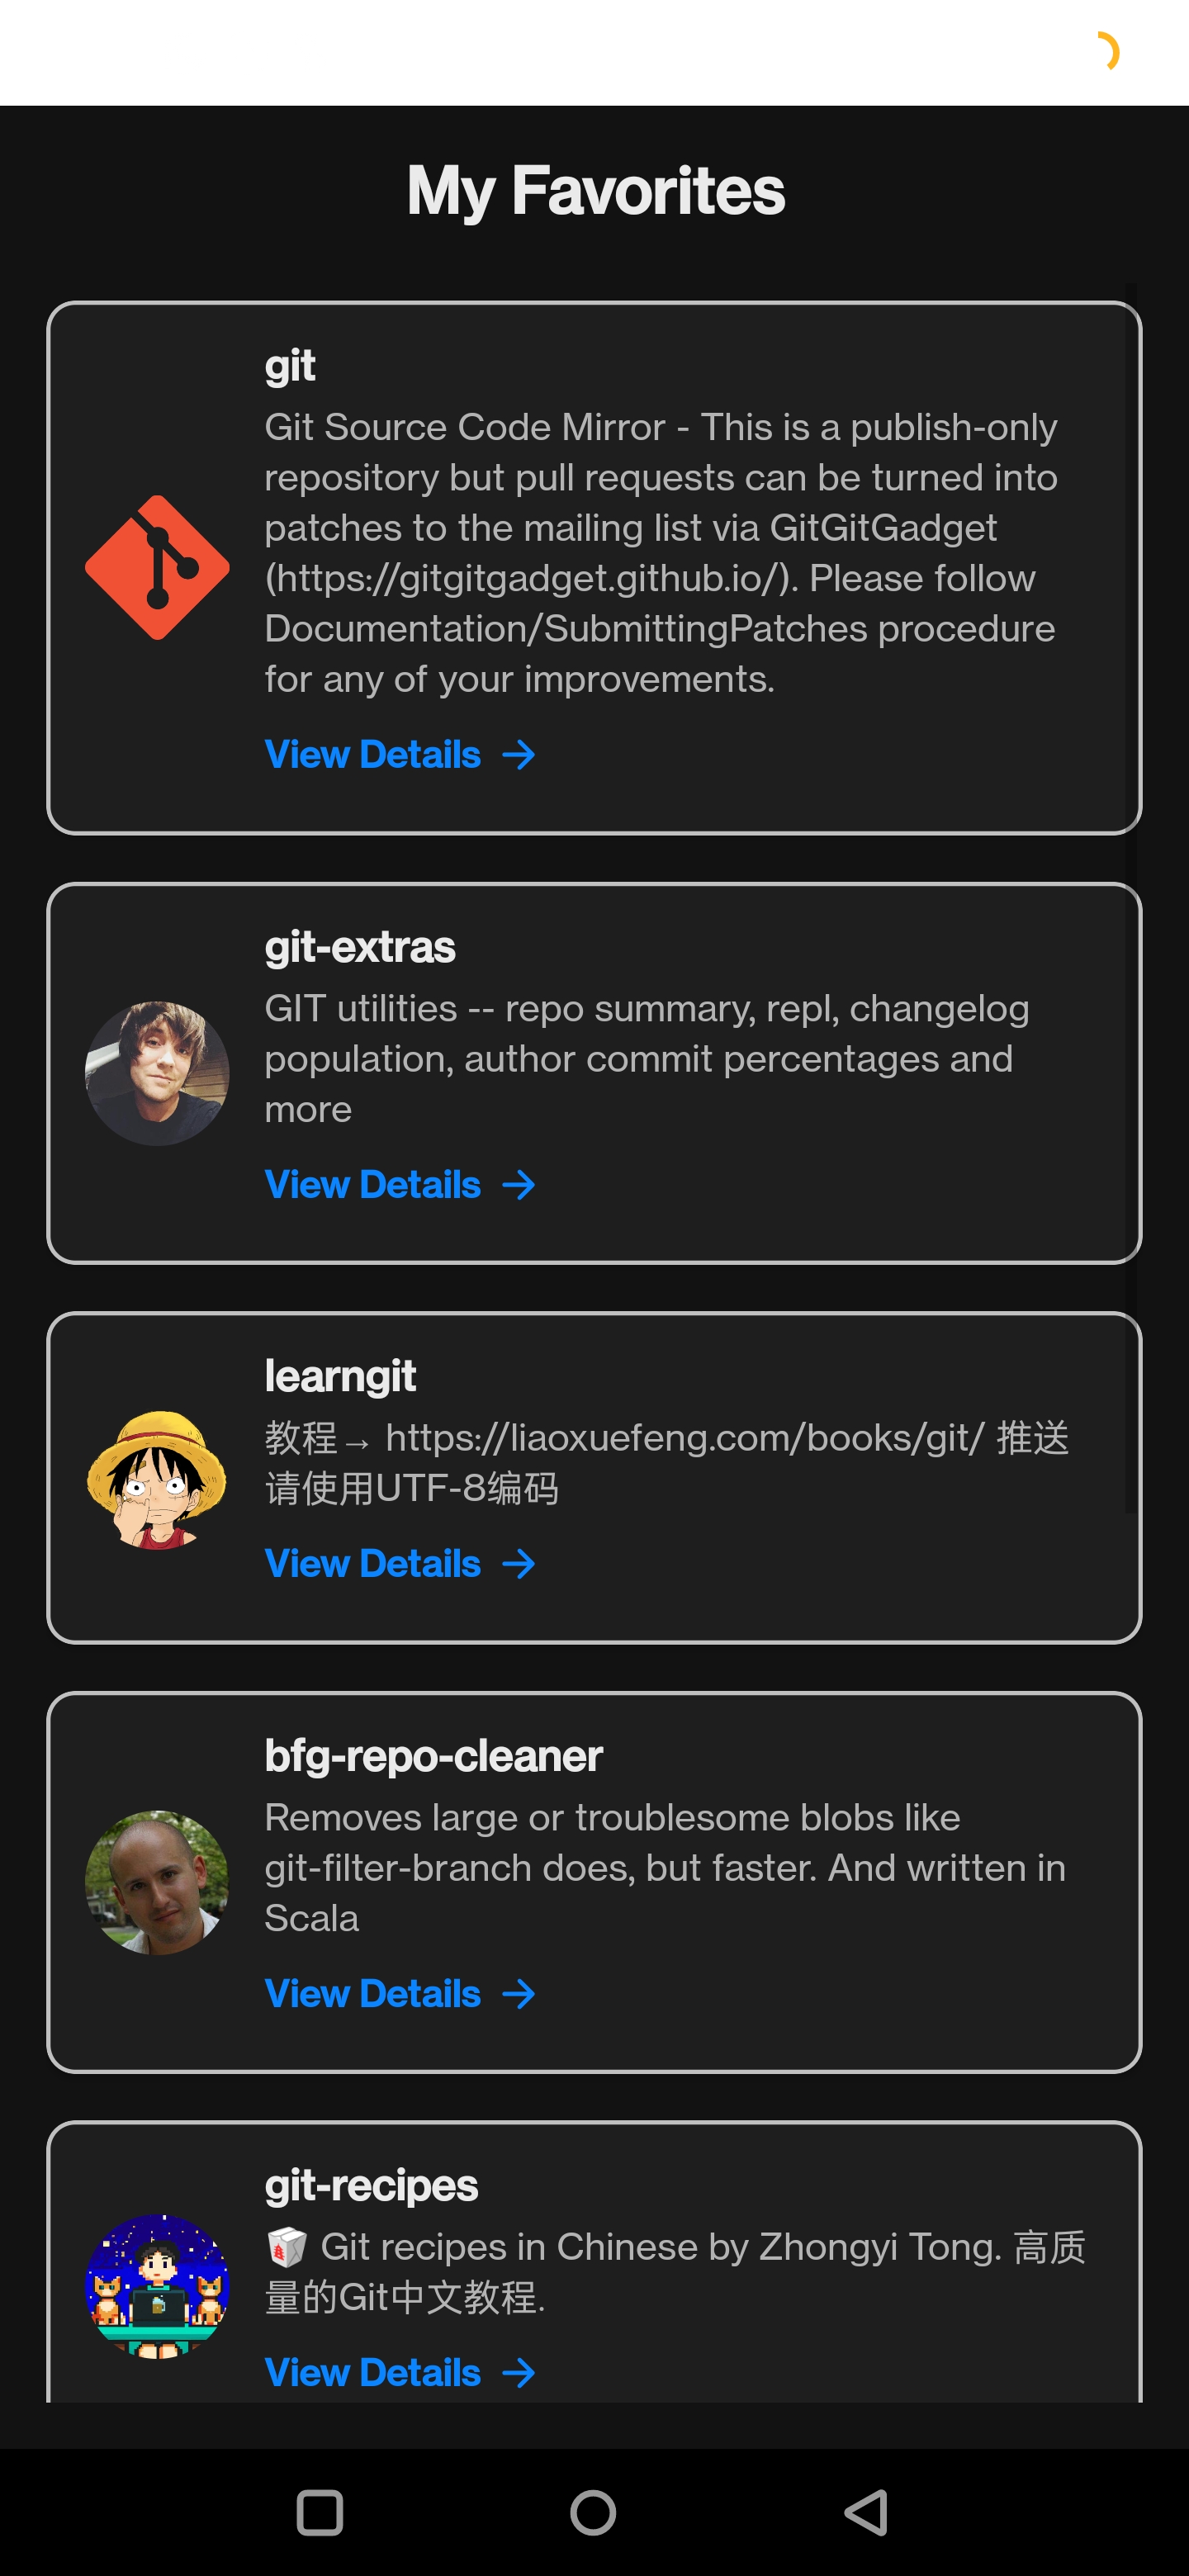 My Favorites
git
Git Source Code Mirror - This is a publish-only
repository but pull requests can be turned into
patches to the mailing list via GitGitGadget
(https://gitgitgadget.github.io/). Please follow
Documentation/SubmittingPatches procedure
for any of your improvements.
View Details →
git-extras
GIT utilities -- repo summary, repl, changelog
population, author commit percentages and
more
View Details →
learngit
教程→ https://liaoxuefeng.com/books/git/ 推送
请使用UTF-8编码
View Details →
bfg-repo-cleaner
Removes large or troublesome blobs like
git-filter-branch does, but faster. And written in
Scala
View Details →
git-recipes
🥡 Git recipes in Chinese by Zhongyi Tong. 高质
量的Git中文教程.
View Details →